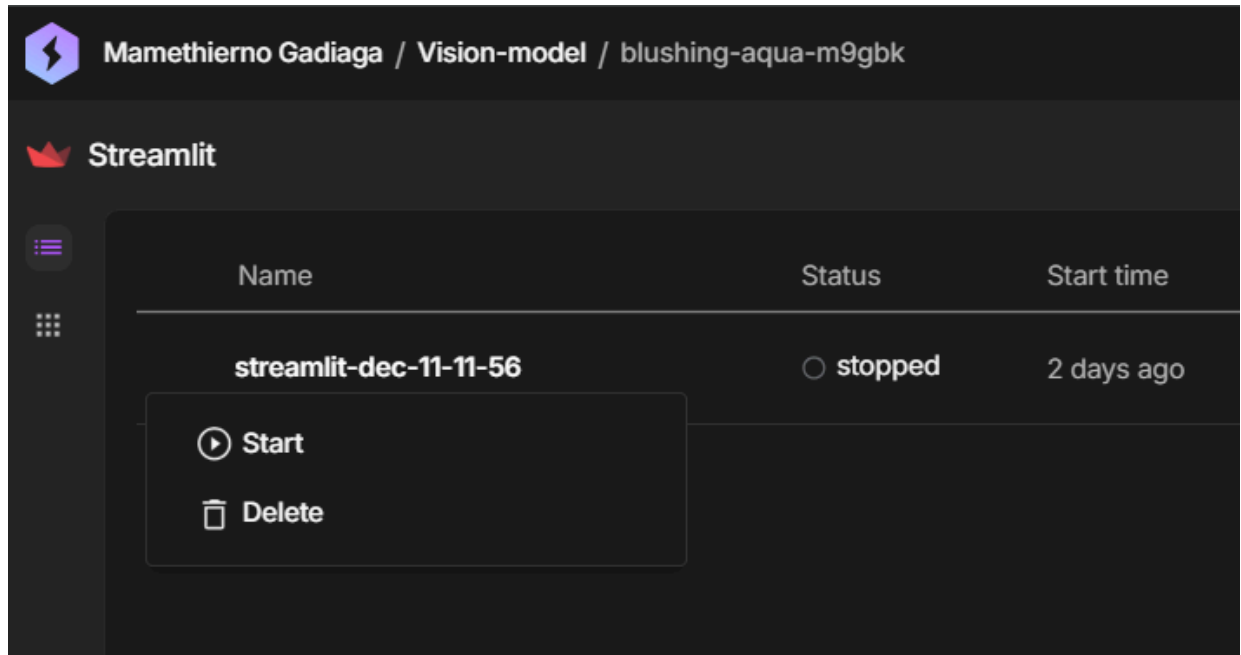 Mamethierno Gadiaga / Vision-model / blushing-aqua-m9gbk
Streamlit
Name Status Start time
streamlit-dec-11-11-56 stopped 2 days ago
Start
Delete